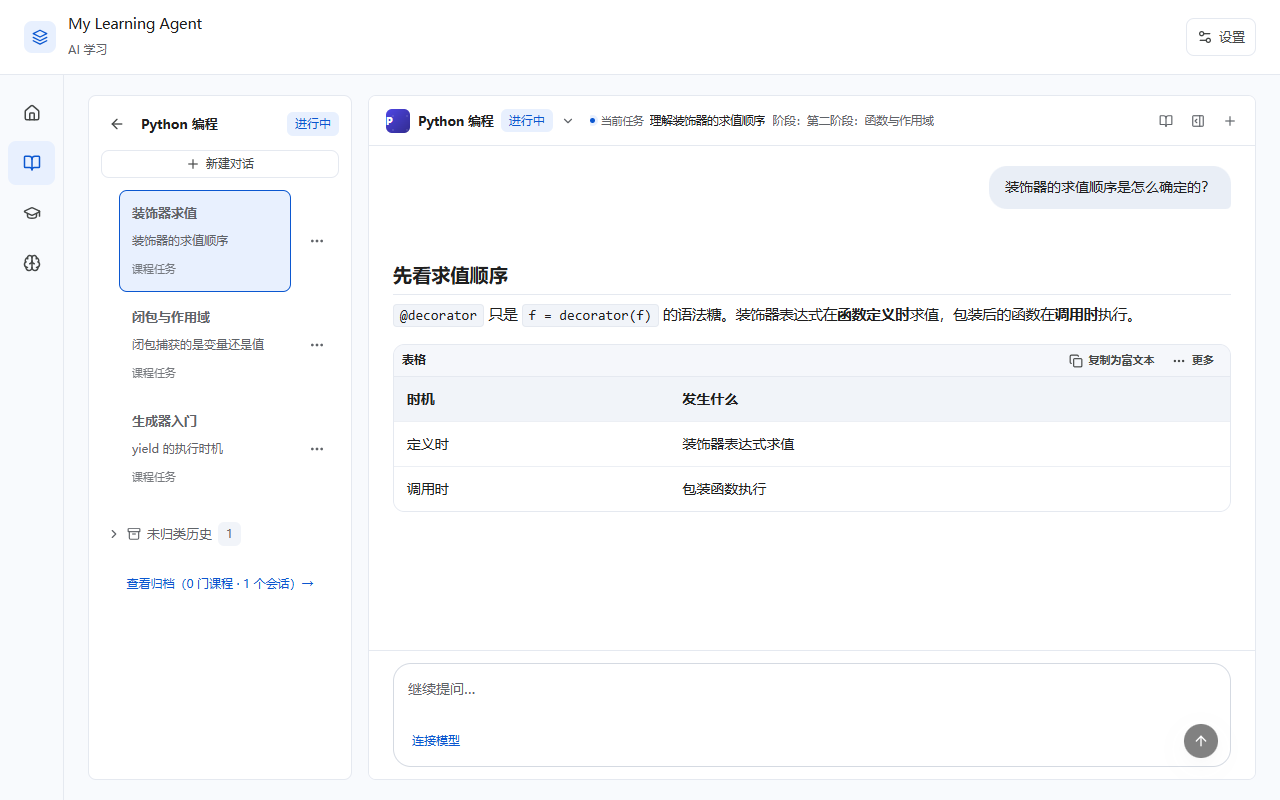 My Learning Agent
AI 学习
设置
Python 编程
进行中
新建对话
装饰器求值
装饰器的求值顺序
课程任务
闭包与作用域
闭包捕获的是变量还是值
课程任务
生成器入门
yield 的执行时机
课程任务
未归类历史 1
查看归档（0 门课程 · 1 个会话）→
P
Python 编程 进行中 当前任务 理解装饰器的求值顺序 阶段：第二阶段：函数与作用域
装饰器的求值顺序是怎么确定的？
先看求值顺序
@decorator 只是 f = decorator(f) 的语法糖。装饰器表达式在函数定义时求值，包装后的函数在调用时执行。
表格 复制为富文本 更多
时机 发生什么
定义时 装饰器表达式求值
调用时 包装函数执行
继续提问...
连接模型